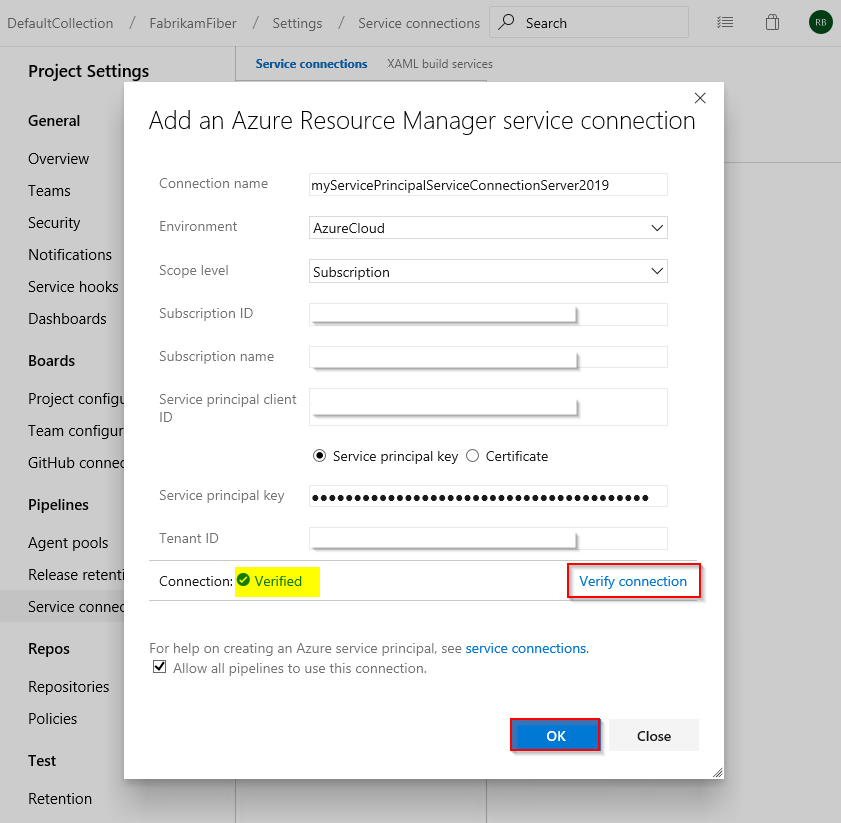 DefaultCollection / FabrikamFiber / Settings / Service connections Search RB
Project Settings
Service connections XAML build services
General
Overview
Teams
Security
Notifications
Service hooks
Dashboards
Boards
Project configu
Team configur
GitHub connec
Pipelines
Agent pools
Release retenti
Service connec
Repos
Repositories
Policies
Test
Retention
Add an Azure Resource Manager service connection
Connection name myServicePrincipalServiceConnectionServer2019
Environment AzureCloud
Scope level Subscription
Subscription ID
Subscription name
Service principal client
ID
Service principal key Certificate
Service principal key ●●●●●●●●●●●●●●●●●●●●●●●●●●●●●●●●●●●●●●●●
Tenant ID
Connection: Verified Verify connection
For help on creating an Azure service principal, see service connections.
Allow all pipelines to use this connection.
OK Close